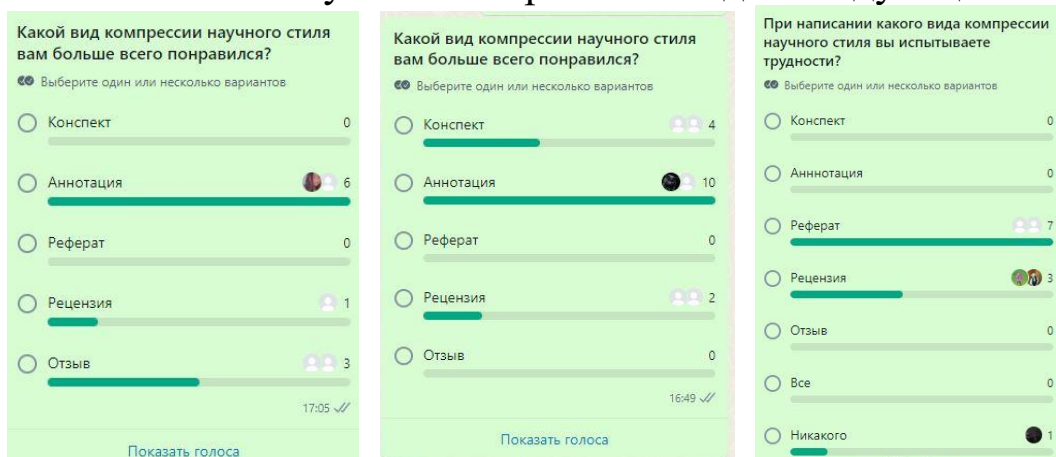 Какой вид компрессии научного стиля
вам больше всего понравился?
Выберите один или несколько вариантов
Конспект 0
Аннотация 6
Реферат 0
Рецензия 1
Отзыв 3
17:05
Показать голоса
Какой вид компрессии научного стиля
вам больше всего понравился?
Выберите один или несколько вариантов
Конспект 4
Аннотация 10
Реферат 0
Рецензия 2
Отзыв 0
16:49
Показать голоса
При написании какого вида компрессии
научного стиля вы испытываете
трудности?
Выберите один или несколько вариантов
Конспект 0
Анннотация 0
Реферат 7
Рецензия 3
Отзыв 0
Все 0
Никакого 1